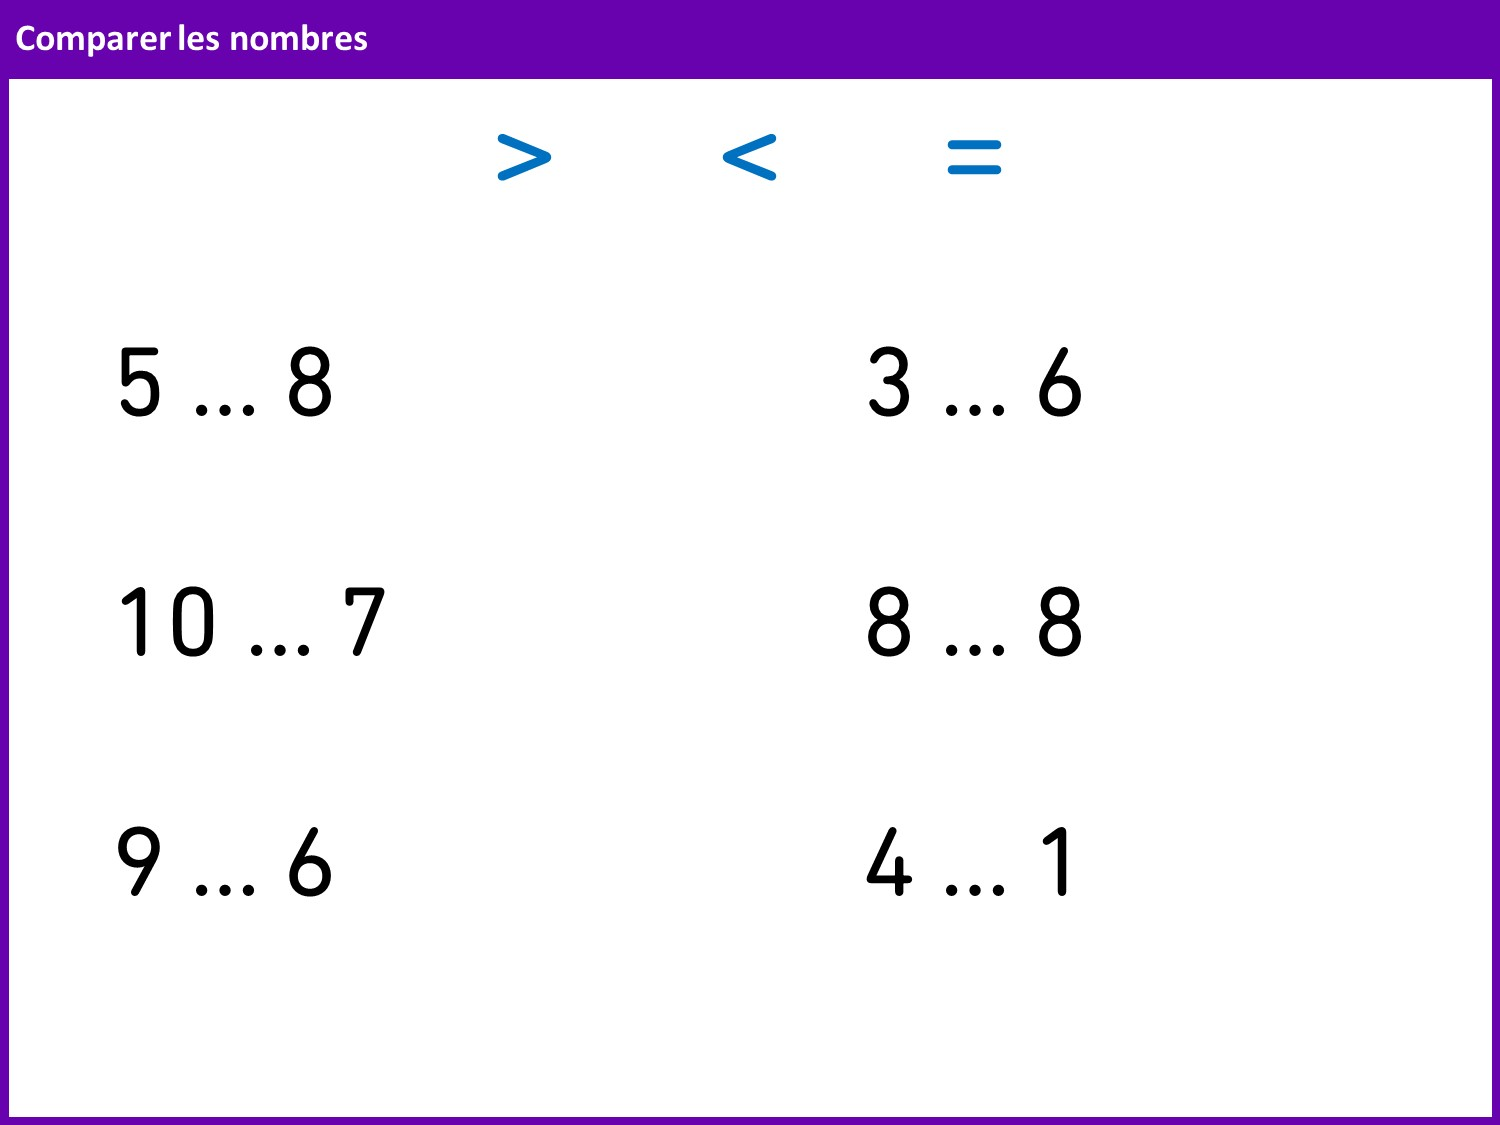 Comparer les nombres
> < =
5 ... 8 3 ... 6
10 ... 7 8 ... 8
9 ... 6 4 ... 1